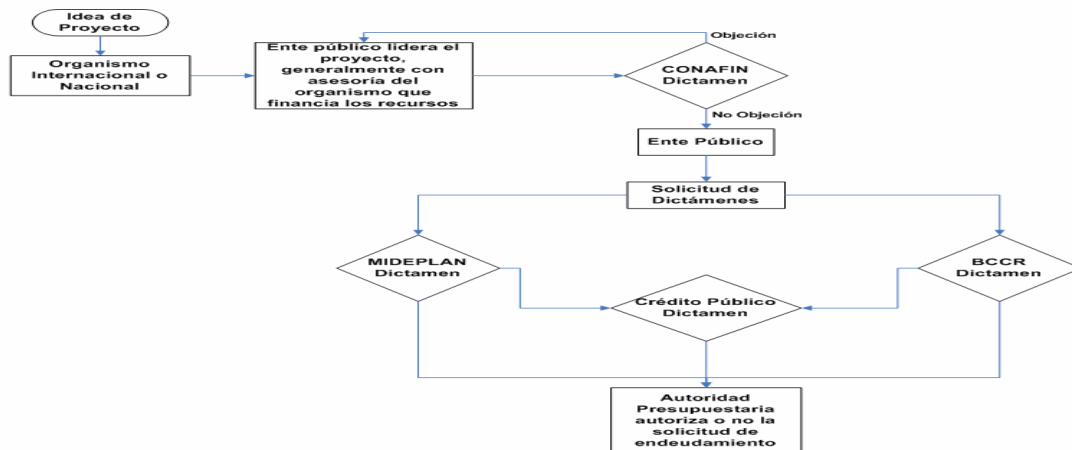 Idea de
Proyecto
Organismo
Internacional o
Nacional
Ente público lidera el
proyecto,
generalmente con
asesoría del
organismo que
financia los recursos
Objeción
CONAFIN
Dictamen
No Objeción
Ente Público
Solicitud de
Dictámenes
MIDEPLAN
Dictamen
Crédito Público
Dictamen
BCCR
Dictamen
Autoridad
Presupuestaria
autoriza o no la
solicitud de
endeudamiento